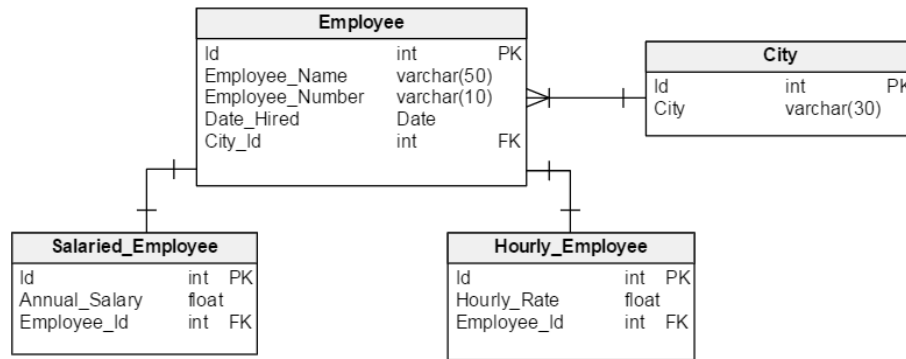 Employee
Id int PK
Employee_Name varchar(50)
Employee_Number varchar(10)
Date_Hired Date
City_Id int FK
City
Id int PK
City varchar(30)
Salaried_Employee
Id int PK
Annual_Salary float
Employee_Id int FK
Hourly_Employee
Id int PK
Hourly_Rate float
Employee_Id int FK